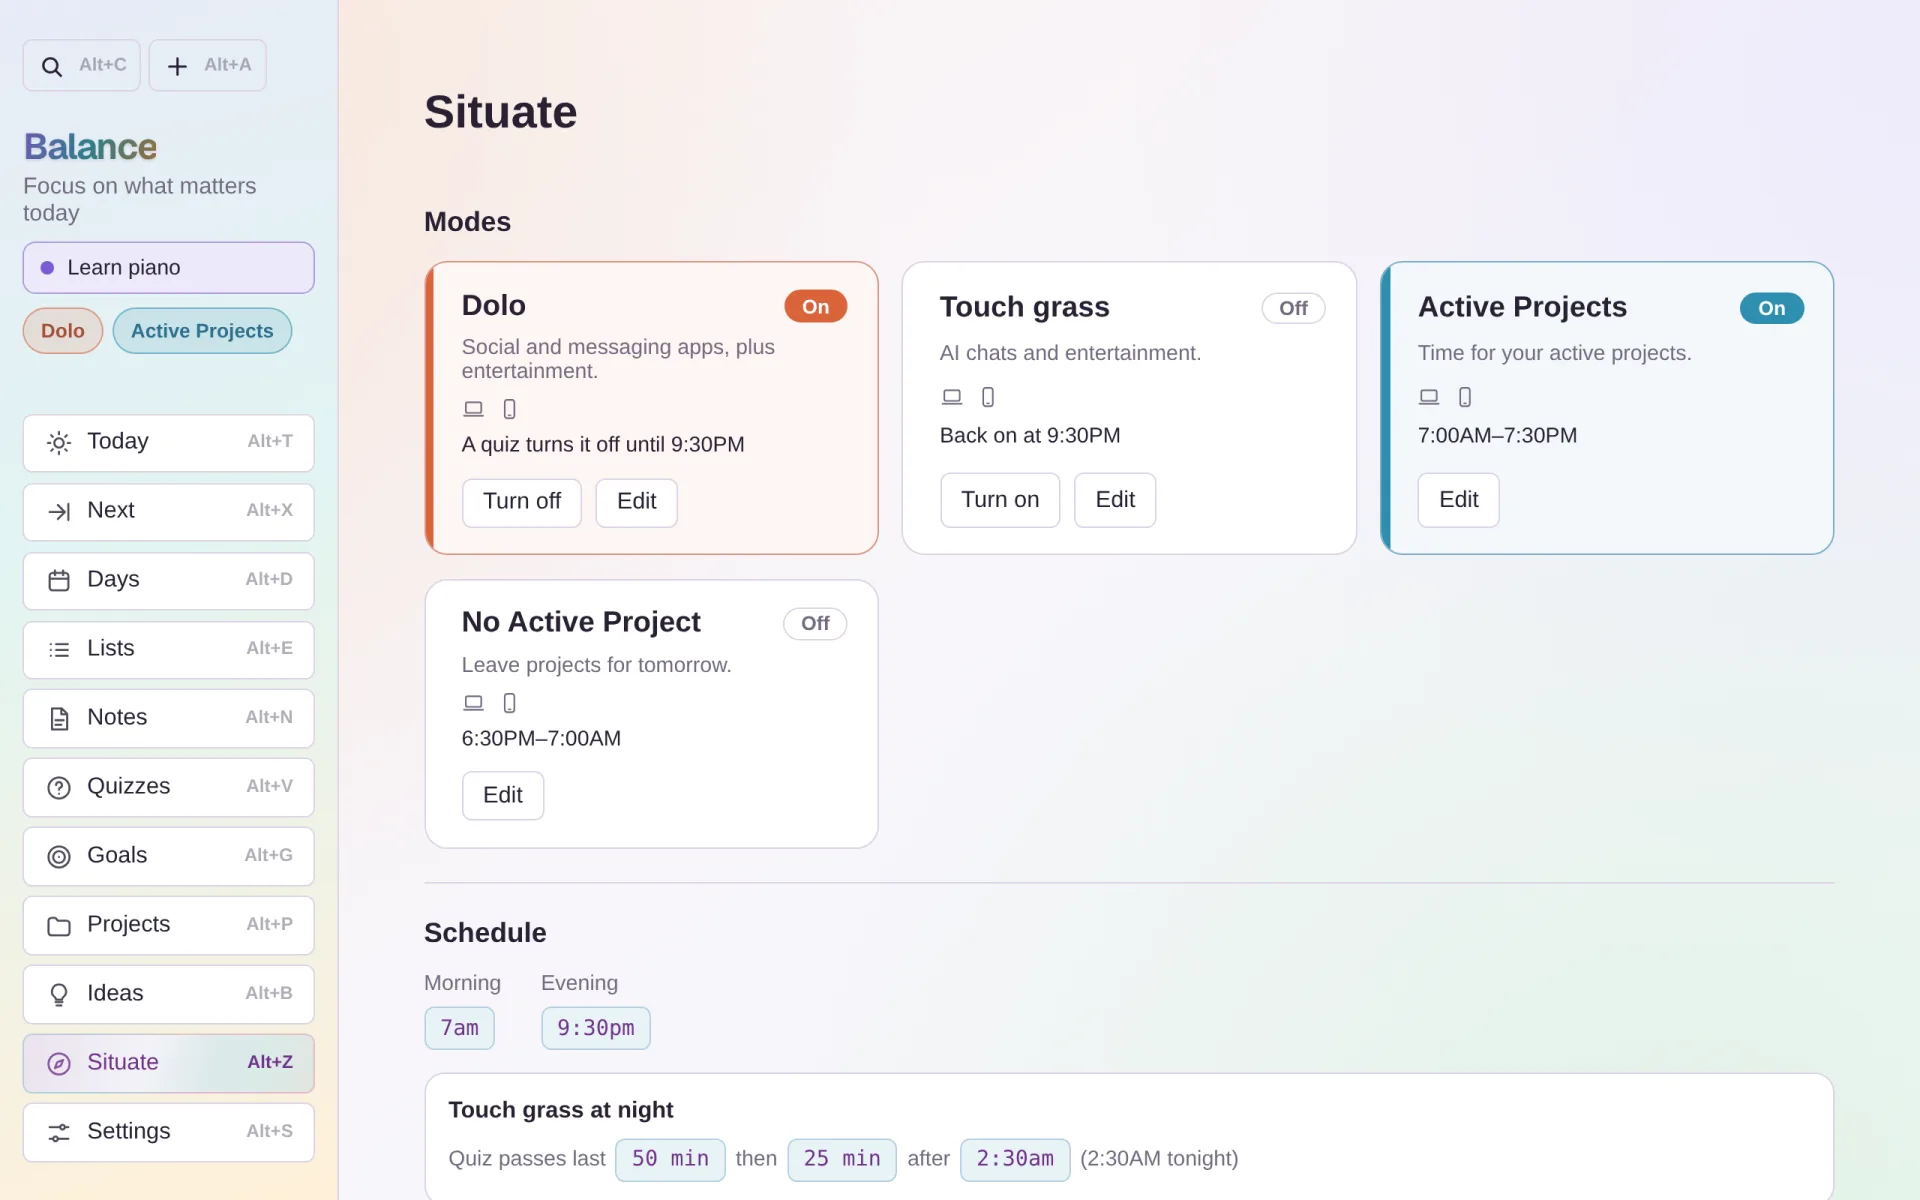 Alt+C
Alt+A
Balance
Focus on what matters
today
Learn piano
Dolo
Active Projects
Today Alt+T
Next Alt+X
Days Alt+D
Lists Alt+E
Notes Alt+N
Quizzes Alt+V
Goals Alt+G
Projects Alt+P
Ideas Alt+B
Situate Alt+Z
Settings Alt+S
Situate
Modes
Dolo On
Social and messaging apps, plus
entertainment.
A quiz turns it off until 9:30PM
Turn off Edit
Touch grass Off
AI chats and entertainment.
Back on at 9:30PM
Turn on Edit
Active Projects On
Time for your active projects.
7:00AM–7:30PM
Edit
No Active Project Off
Leave projects for tomorrow.
6:30PM–7:00AM
Edit
Schedule
Morning Evening
7am 9:30pm
Touch grass at night
Quiz passes last 50 min then 25 min after 2:30am (2:30AM tonight)